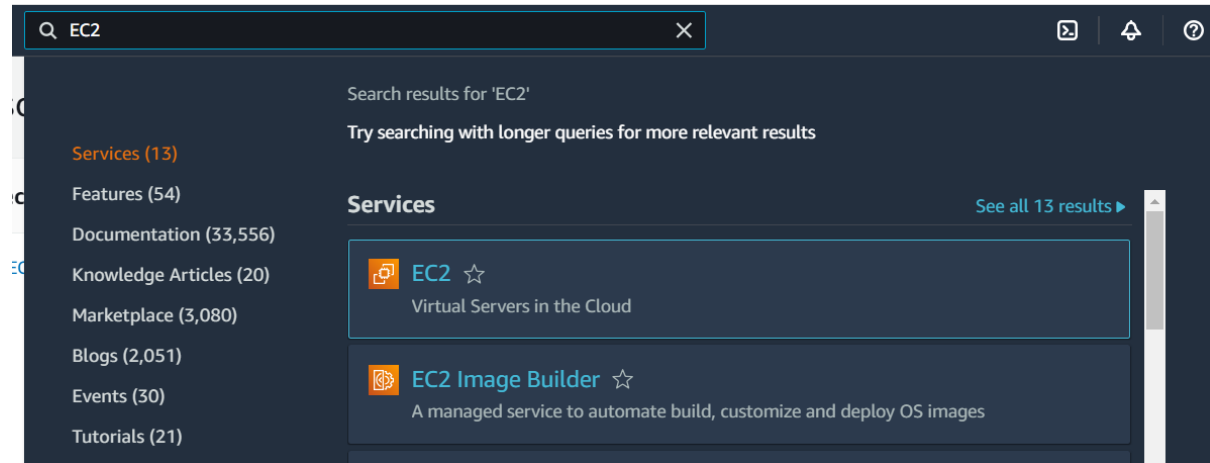 EC2
Search results for 'EC2'
Try searching with longer queries for more relevant results
Services (13)
Features (54)
Documentation (33,556)
Knowledge Articles (20)
Marketplace (3,080)
Blogs (2,051)
Events (30)
Tutorials (21)
Services
See all 13 results
EC2
Virtual Servers in the Cloud
EC2 Image Builder
A managed service to automate build, customize and deploy OS images